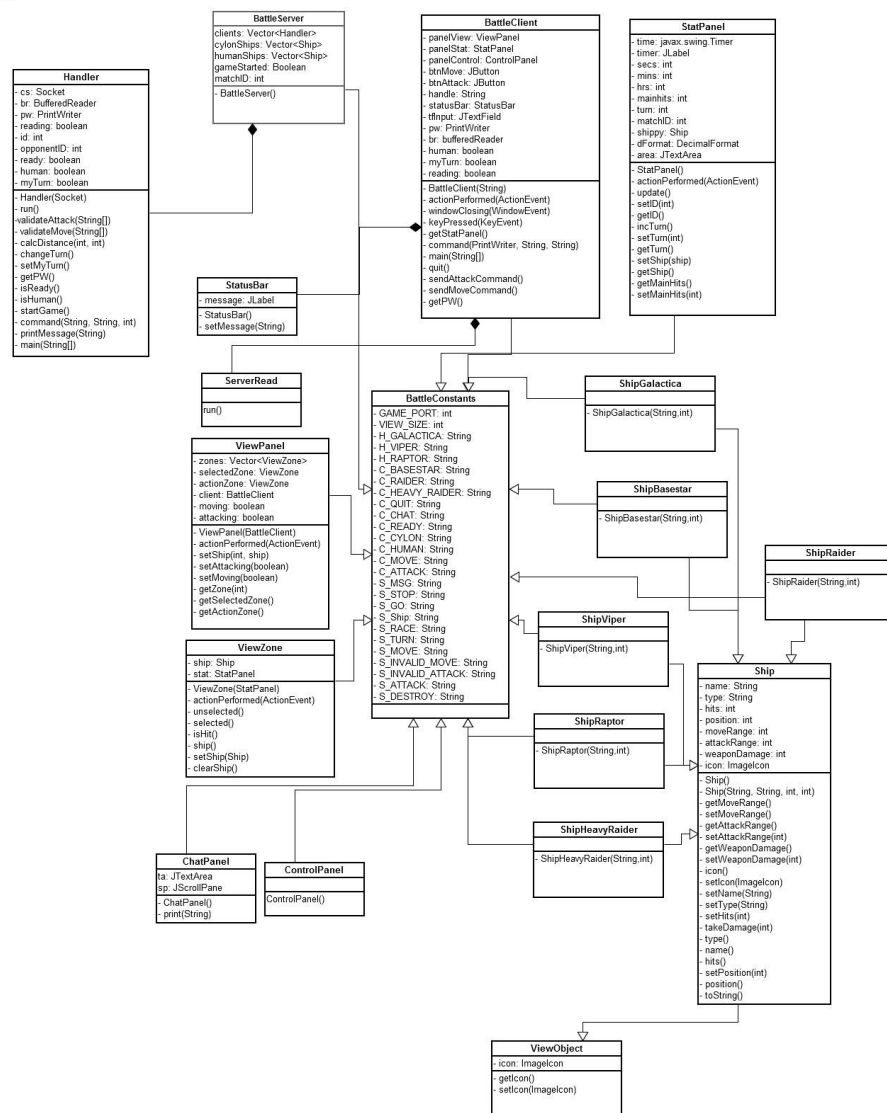 BattleServer
clients: Vector<Handler>
cylonShips: Vector<Ship>
humanShips: Vector<Ship>
gameStarted: Boolean
matchID: int
- BattleServer()
BattleClient
- panelView: ViewPanel
- panelStat: StatPanel
- panelControl: ControlPanel
- btnMove: JButton
- btnAttack: JButton
- handle: String
- statusBar: StatusBar
- tfInput: JTextField
- pw: PrintWriter
- br: bufferedReader
- human: boolean
- myTurn: boolean
- reading: boolean
- BattleClient(String)
- actionPerformed(ActionEvent)
- windowClosing(WindowEvent)
- keyPressed(KeyEvent)
- getStatPanel()
- command(PrintWriter, String, String)
- main(String[])
- quit()
- sendAttackCommand()
- sendMoveCommand()
- getPW()
StatPanel
- time: javax.swing.Timer
- timer: JLabel
- secs: int
- mins: int
- hrs: int
- mainhits: int
- turn: int
- matchID: int
- shippy: Ship
- dFormat: DecimalFormat
- area: JTextArea
- StatPanel()
- actionPerformed(ActionEvent)
- update()
- setID(int)
- getID()
- incTurn()
- setTurn(int)
- getTurn()
- setShip(ship)
- getShip()
- getMainHits()
- setMainHits(int)
Handler
- cs: Socket
- br: BufferedReader
- pw: PrintWriter
- reading: boolean
- id: int
- opponentID: int
- ready: boolean
- human: boolean
- myTurn: boolean
- Handler(Socket)
- run()
-validateAttack(String[])
- validateMove(String[])
- calcDistance(int, int)
- changeTurn()
- setMyTurn()
- getPW()
- isReady()
- isHuman()
- startGame()
- command(String, String, int)
- printMessage(String)
- main(String[])
StatusBar
- message: JLabel
- StatusBar()
- setMessage(String)
ServerRead
run()
BattleConstants
- GAME_PORT: int
- VIEW_SIZE: int
- H_GALACTICA: String
- H_VIPER: String
- H_RAPTOR: String
- C_BASESTAR: String
- C_RAIDER: String
- C_HEAVY_RAIDER: String
- C_QUIT: String
- C_CHAT: String
- C_READY: String
- C_CYLON: String
- C_HUMAN: String
- C_MOVE: String
- C_ATTACK: String
- S_MSG: String
- S_STOP: String
- S_GO: String
- S_Ship: String
- S_RACE: String
- S_TURN: String
- S_MOVE: String
- S_INVALID_MOVE: String
- S_INVALID_ATTACK: String
- S_ATTACK: String
- S_DESTROY: String
ShipGalactica
- ShipGalactica(String,int)
ViewPanel
- zones: Vector<ViewZone>
- selectedZone: ViewZone
- actionZone: ViewZone
- client: BattleClient
- moving: boolean
- attacking: boolean
- ViewPanel(BattleClient)
- actionPerformed(ActionEvent)
- setShip(int, ship)
- setAttacking(boolean)
- setMoving(boolean)
- getZone(int)
- getSelectedZone()
- getActionZone()
ShipBasestar
- ShipBasestar(String,int)
ShipRaider
- ShipRaider(String,int)
ShipViper
- ShipViper(String,int)
ViewZone
- ship: Ship
- stat: StatPanel
- ViewZone(StatPanel)
- actionPerformed(ActionEvent)
- unselected()
- selected()
- isHit()
- ship()
- setShip(Ship)
- clearShip()
Ship
- name: String
- type: String
- hits: int
- position: int
- moveRange: int
- attackRange: int
- weaponDamage: int
- icon: ImageIcon
- Ship()
- Ship(String, String, int, int)
- getMoveRange()
- setMoveRange()
- getAttackRange()
- setAttackRange(int)
- getWeaponDamage()
- setWeaponDamage(int)
- icon()
- setIcon(ImageIcon)
- setName(String)
- setType(String)
- setHits(int)
- takeDamage(int)
- type()
- name()
- hits()
- setPosition(int)
- position()
- toString()
ShipRaptor
- ShipRaptor(String,int)
ShipHeavyRaider
- ShipHeavyRaider(String,int)
ChatPanel
ta: JTextArea
sp: JScrollPane
- ChatPanel()
- print(String)
ControlPanel
ControlPanel()
ViewObject
- icon: ImageIcon
- getIcon()
- setIcon(ImageIcon)